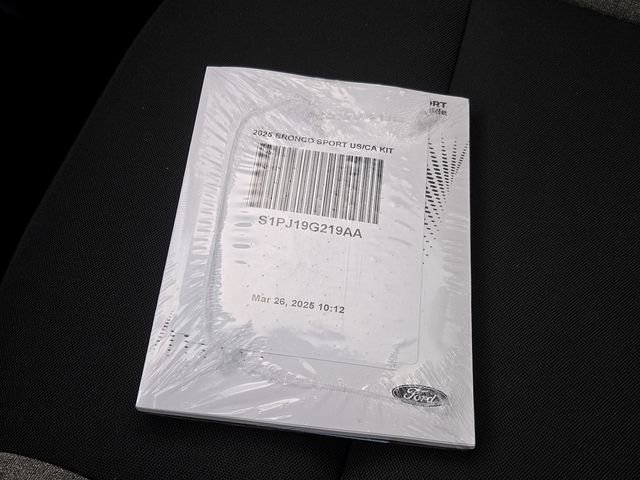 2025 BRONCO SPORT US/CA KIT
S1PJ19G219AA
Mar 26, 2025 10:12
Ford